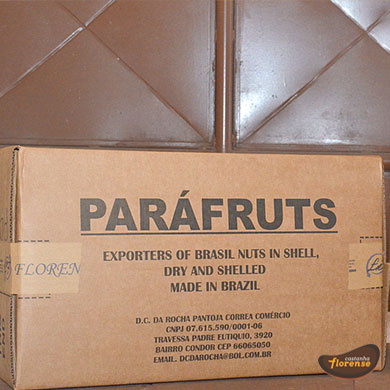 PARÁFRUTS
EXPORTERS OF BRASIL NUTS IN SHELL,
DRY AND SHELLED
MADE IN BRAZIL
FLOREN
D.C. DA ROCHA PANTOJA CORREA COMÉRCIO
CNPJ 07.615.590/0001-06
TRAVESSA PADRE EUTIQUIO, 3920
BAIRRO CONDOR CEP 66065050
EMAIL. DCDAROCHA@BOL.COM.BR
castanha
florense